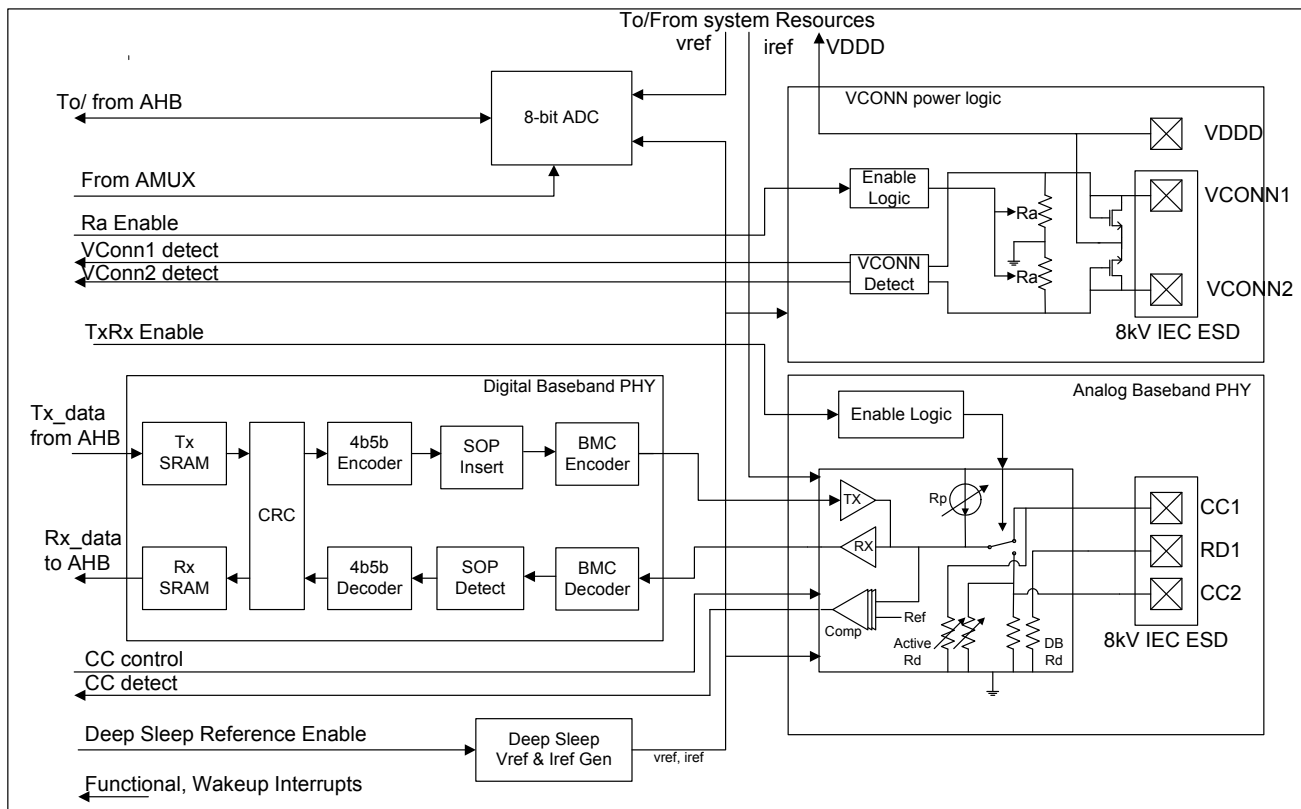 To/From system Resources
vref
iref
VDDD
VCONN power logic
To/ from AHB
8-bit ADC
VDDD
From AMUX
Enable
Logic
Ra
VCONN1
Ra Enable
VConn1 detect
VConn2 detect
VCONN
Detect
Ra
VCONN2
8kV IEC ESD
TxRx Enable
Digital Baseband PHY
Analog Baseband PHY
Enable Logic
Tx_data
from AHB
Tx
SRAM
CRC
4b5b
Encoder
SOP
Insert
BMC
Encoder
TX
Rp
CC1
Rx_data
to AHB
Rx
SRAM
4b5b
Decoder
SOP
Detect
BMC
Decoder
RX
RD1
CC2
Comp
Ref
Active
Rd
DB
Rd
8kV IEC ESD
CC control
CC detect
Deep Sleep Reference Enable
Deep Sleep
Vref & Iref Gen
vref, iref
Functional, Wakeup Interrupts